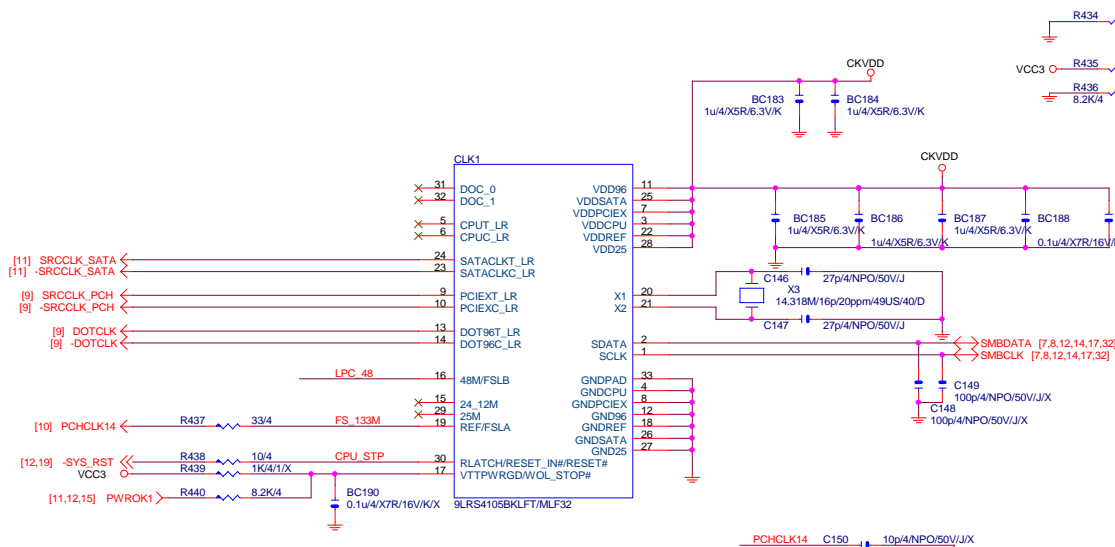 R434
CKVDD
VCC3 R435
BC183 BC184 R436
1u/4/X5R/6.3V/K 1u/4/X5R/6.3V/K 8.2K/4
CLK1
CKVDD
31 DOC_0 VDD96 11
32 DOC_1 VDDSATA 25
VDDPCIEX 7
5 CPUT_LR VDDCPU 3
6 CPUC_LR VDDREF 22
VDD25 28
BC185 BC186 BC187 BC188
1u/4/X5R/6.3V/K 1u/4/X5R/6.3V/K 1u/4/X5R/6.3V/K 0.1u/4/X7R/16V/
[11] SRCCLK_SATA 24 SATACLKT_LR
[11] -SRCCLK_SATA 23 SATACLKC_LR
C146 27p/4/NPO/50V/J
[9] SRCCLK_PCH 9 PCIEXT_LR X1 20 X3
[9] -SRCCLK_PCH 10 PCIEXC_LR X2 21 14.318M/16p/20ppm/49US/40/D
C147 27p/4/NPO/50V/J
[9] DOTCLK 13 DOT96T_LR
[9] -DOTCLK 14 DOT96C_LR SDATA 2 SMBDATA [7,8,12,14,17,32]
SCLK 1 SMBCLK [7,8,12,14,17,32]
LPC_48 16 48M/FSLB GNDPAD 33
GNDCPU 4 C149
15 24_12M GNDPCIEX 8 100p/4/NPO/50V/J/X
29 25M GND96 12 C148
[10] PCHCLK14 R437 33/4 FS_133M 19 REF/FSLA GNDREF 18 100p/4/NPO/50V/J/X
GNDSATA 26
GND25 27
[12,19] -SYS_RST R438 10/4 CPU_STP 30 RLATCH/RESET_IN#/RESET#
VCC3 R439 1K/4/1/X 17 VTTPWRGD/WOL_STOP#
[11,12,15] PWROK1 R440 8.2K/4 BC190
0.1u/4/X7R/16V/K/X 9LRS4105BKLFT/MLF32
PCHCLK14 C150 10p/4/NPO/50V/J/X